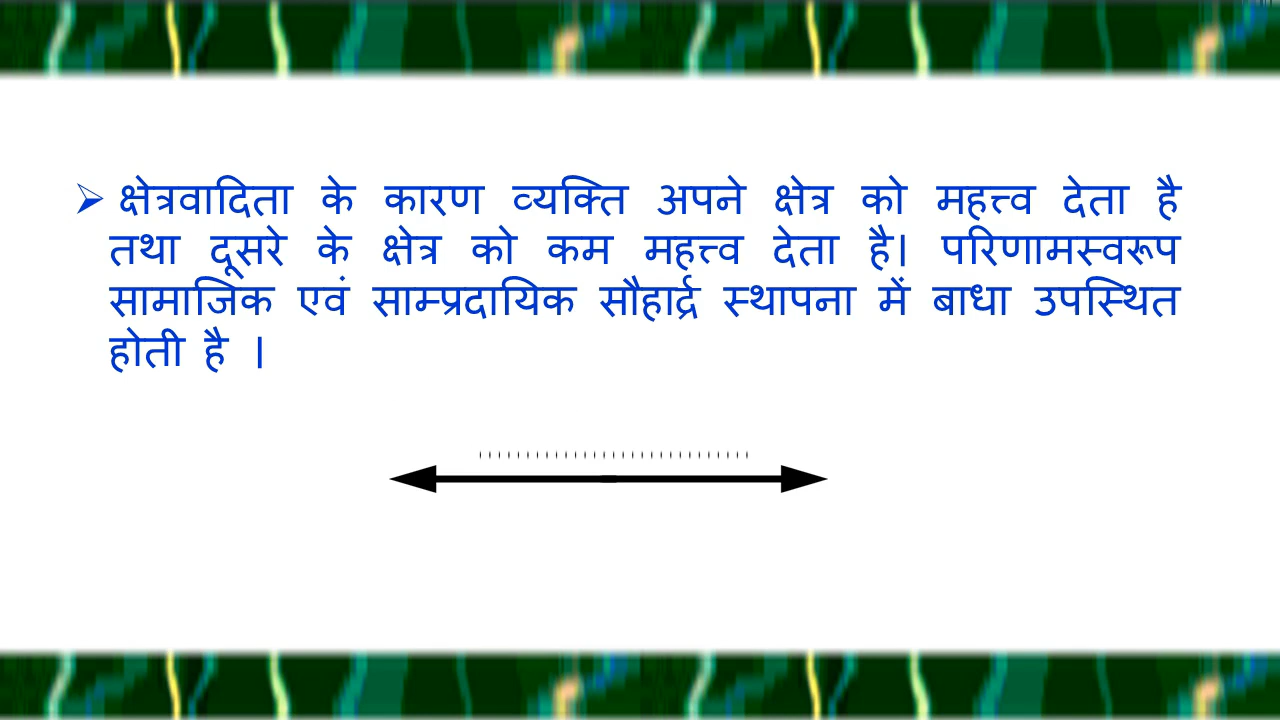 ➢ क्षेत्रवादिता के कारण व्यक्ति अपने क्षेत्र को महत्त्व देता है
तथा दूसरे के क्षेत्र को कम महत्त्व देता है| परिणामस्वरूप
सामाजिक एवं साम्प्रदायिक सौहार्द्र स्थापना में बाधा उपस्थित
होती है ।